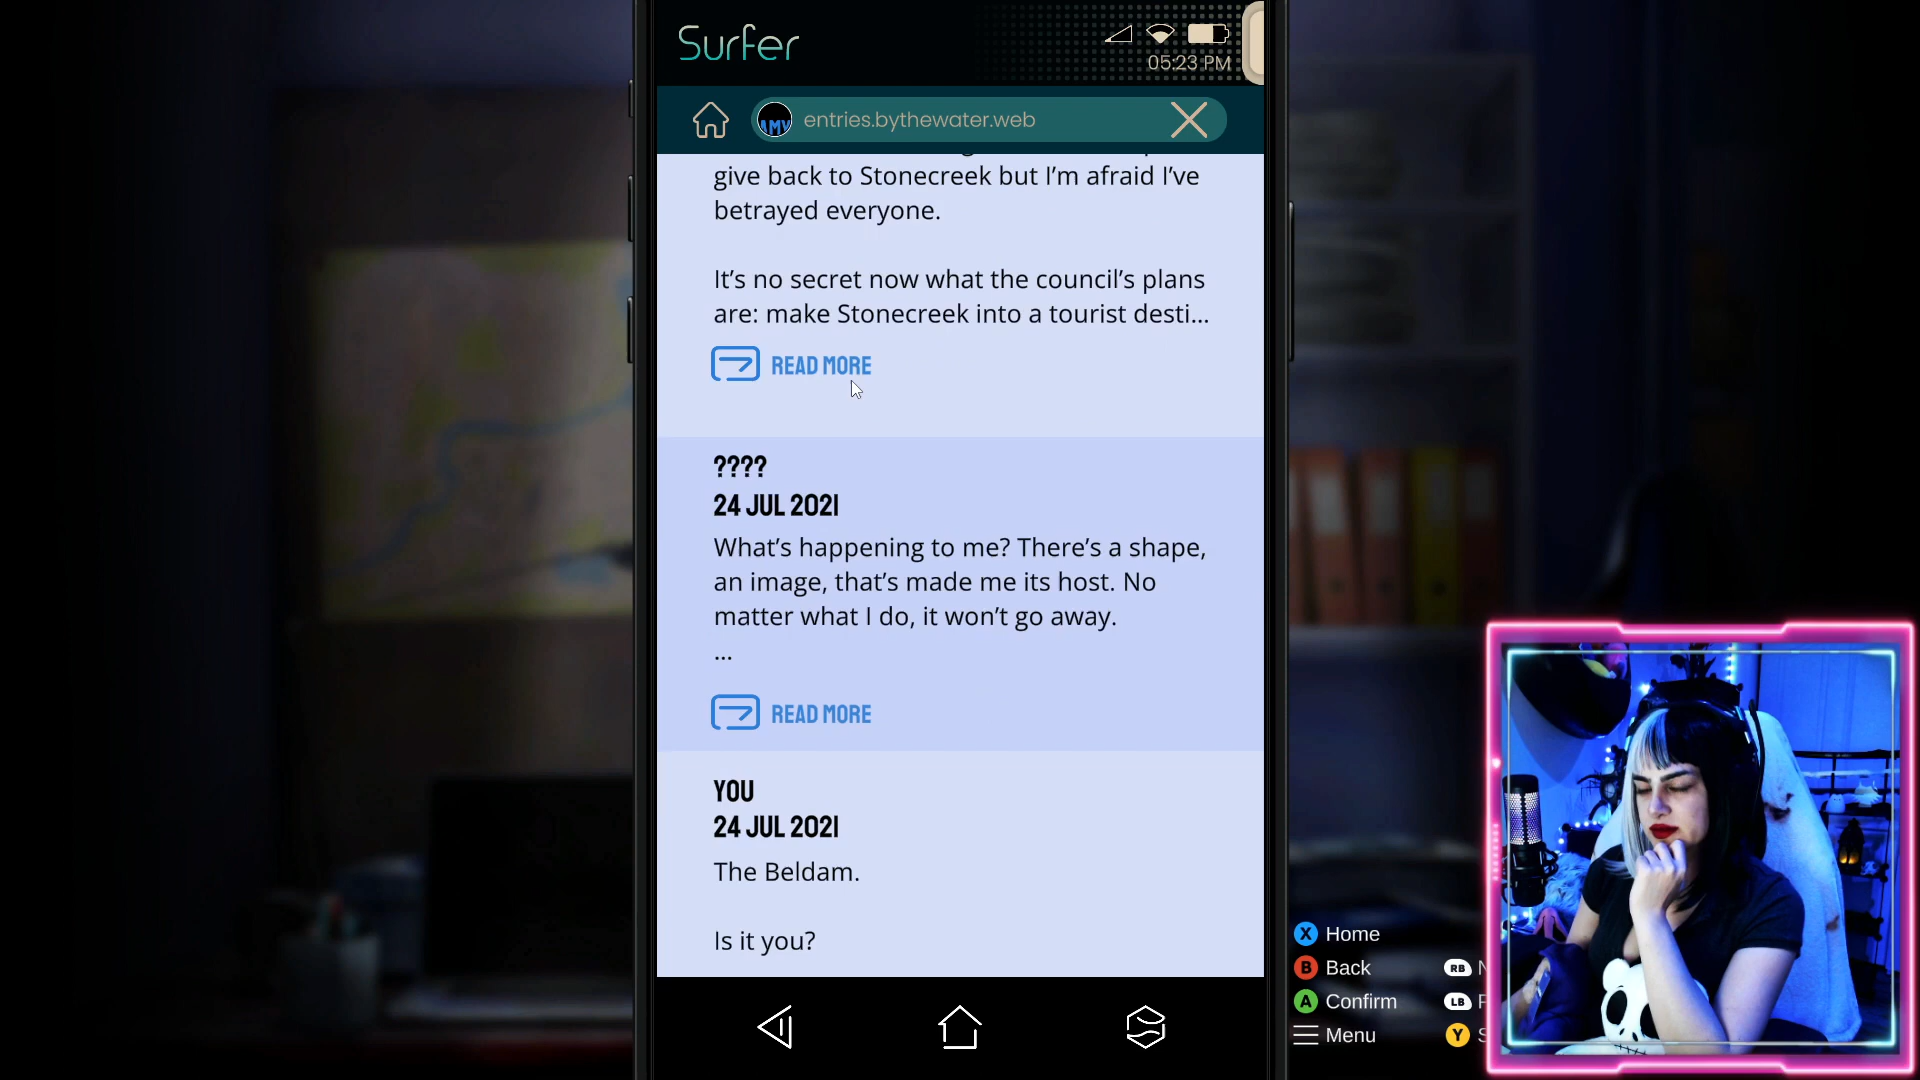 Surfer
05:23 PM
entries.bythewater.web
give back to Stonecreek but I'm afraid I've
betrayed everyone.
It's no secret now what the council's plans
are: make Stonecreek into a tourist desti...
READ MORE
????
24 JUL 2021
What's happening to me? There's a shape,
an image, that's made me its host. No
matter what I do, it won't go away.
...
READ MORE
YOU
24 JUL 2021
The Beldam.
Is it you?
X Home
B Back
RB N
A Confirm
LB
Menu
Y S